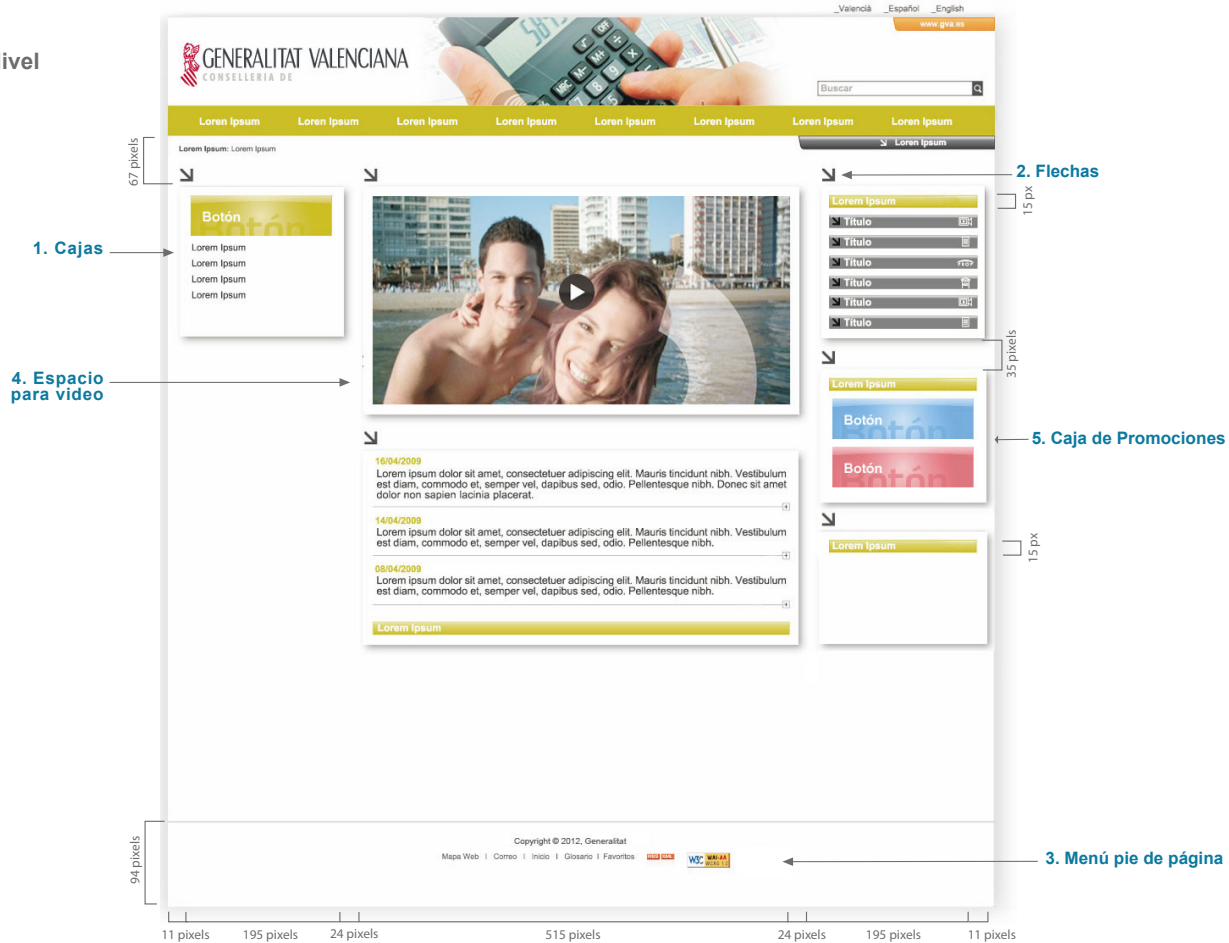 _Valencià _Español _English
www.gva.es
ivel
GENERALITAT VALENCIANA
CONSELLERIA DE
Buscar
Loren Ipsum Loren Ipsum Loren Ipsum Loren Ipsum Loren Ipsum Loren Ipsum Loren Ipsum Loren Ipsum
Lorem Ipsum: Lorem Ipsum
Loren Ipsum
67 pixels
2. Flechas
1. Cajas
Botón
Botón
Lorem Ipsum
Lorem Ipsum
Lorem Ipsum
Lorem Ipsum
Lorem Ipsum
15 px
Título
Título
Título
Título
Título
Título
35 pixels
4. Espacio
para video
Lorem Ipsum
Botón
Botón
Botón
Botón
5. Caja de Promociones
16/04/2009
Lorem ipsum dolor sit amet, consectetuer adipiscing elit. Mauris tincidunt nibh. Vestibulum
est diam, commodo et, semper vel, dapibus sed, odio. Pellentesque nibh. Donec sit amet
dolor non sapien lacinia placerat.
14/04/2009
Lorem ipsum dolor sit amet, consectetuer adipiscing elit. Mauris tincidunt nibh. Vestibulum
est diam, commodo et, semper vel, dapibus sed, odio. Pellentesque nibh.
08/04/2009
Lorem ipsum dolor sit amet, consectetuer adipiscing elit. Mauris tincidunt nibh. Vestibulum
est diam, commodo et, semper vel, dapibus sed, odio. Pellentesque nibh.
Lorem Ipsum
Lorem Ipsum
15 px
94 pixels
Copyright © 2012, Generalitat
Mapa Web | Correo | Inicio | Glosario | Favoritos
W3C WAI-AA
WCAG 1.0
3. Menú pie de página
11 pixels 195 pixels 24 pixels 515 pixels 24 pixels 195 pixels 11 pixels